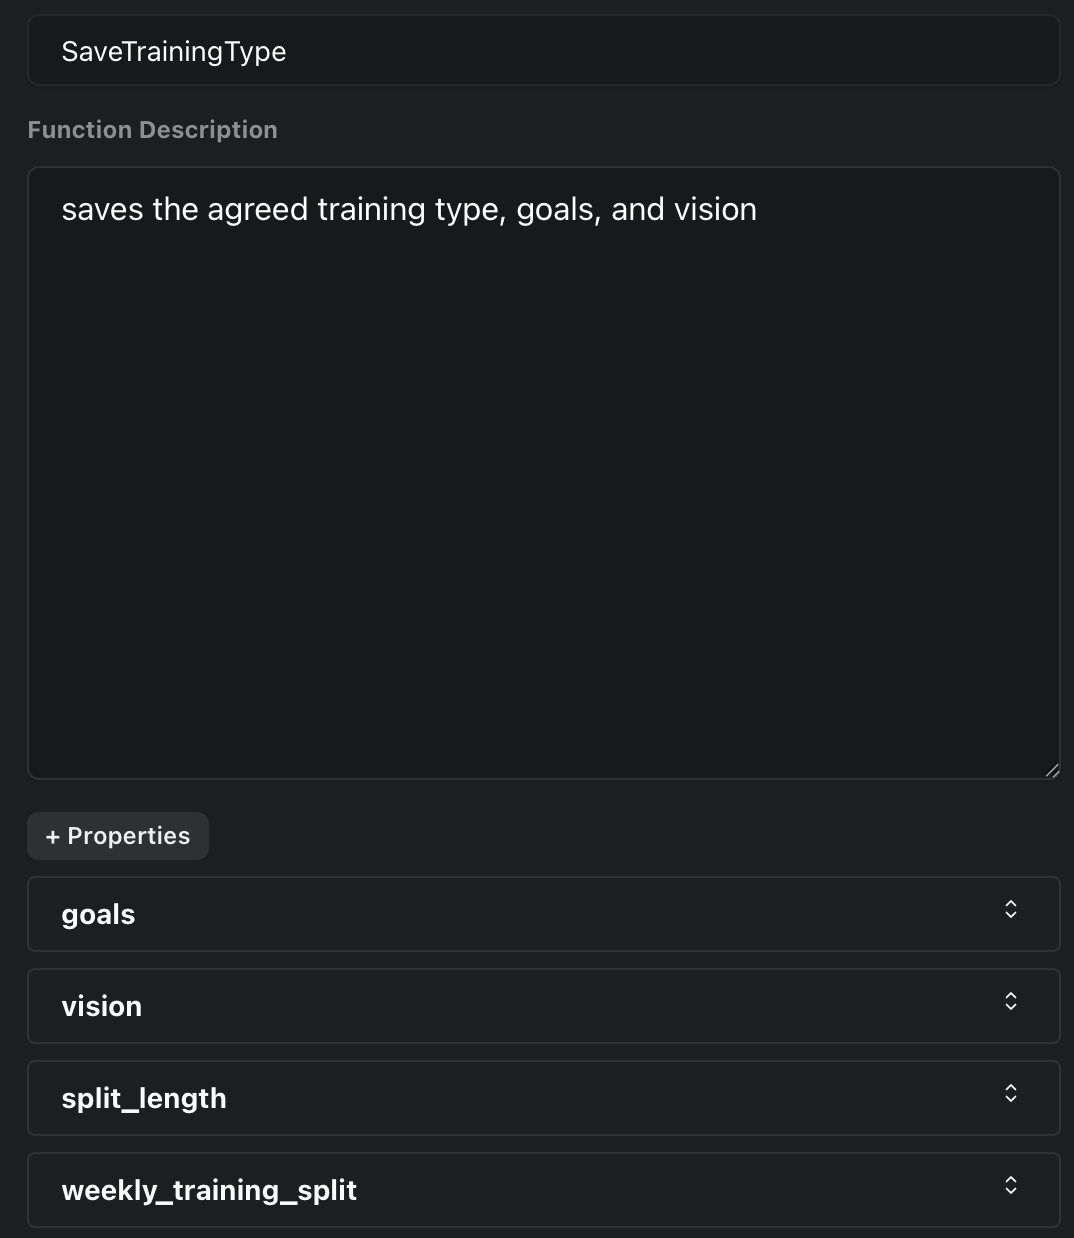 SaveTrainingType
Function Description
saves the agreed training type, goals, and vision
+ Properties
goals
vision
split_length
weekly_training_split